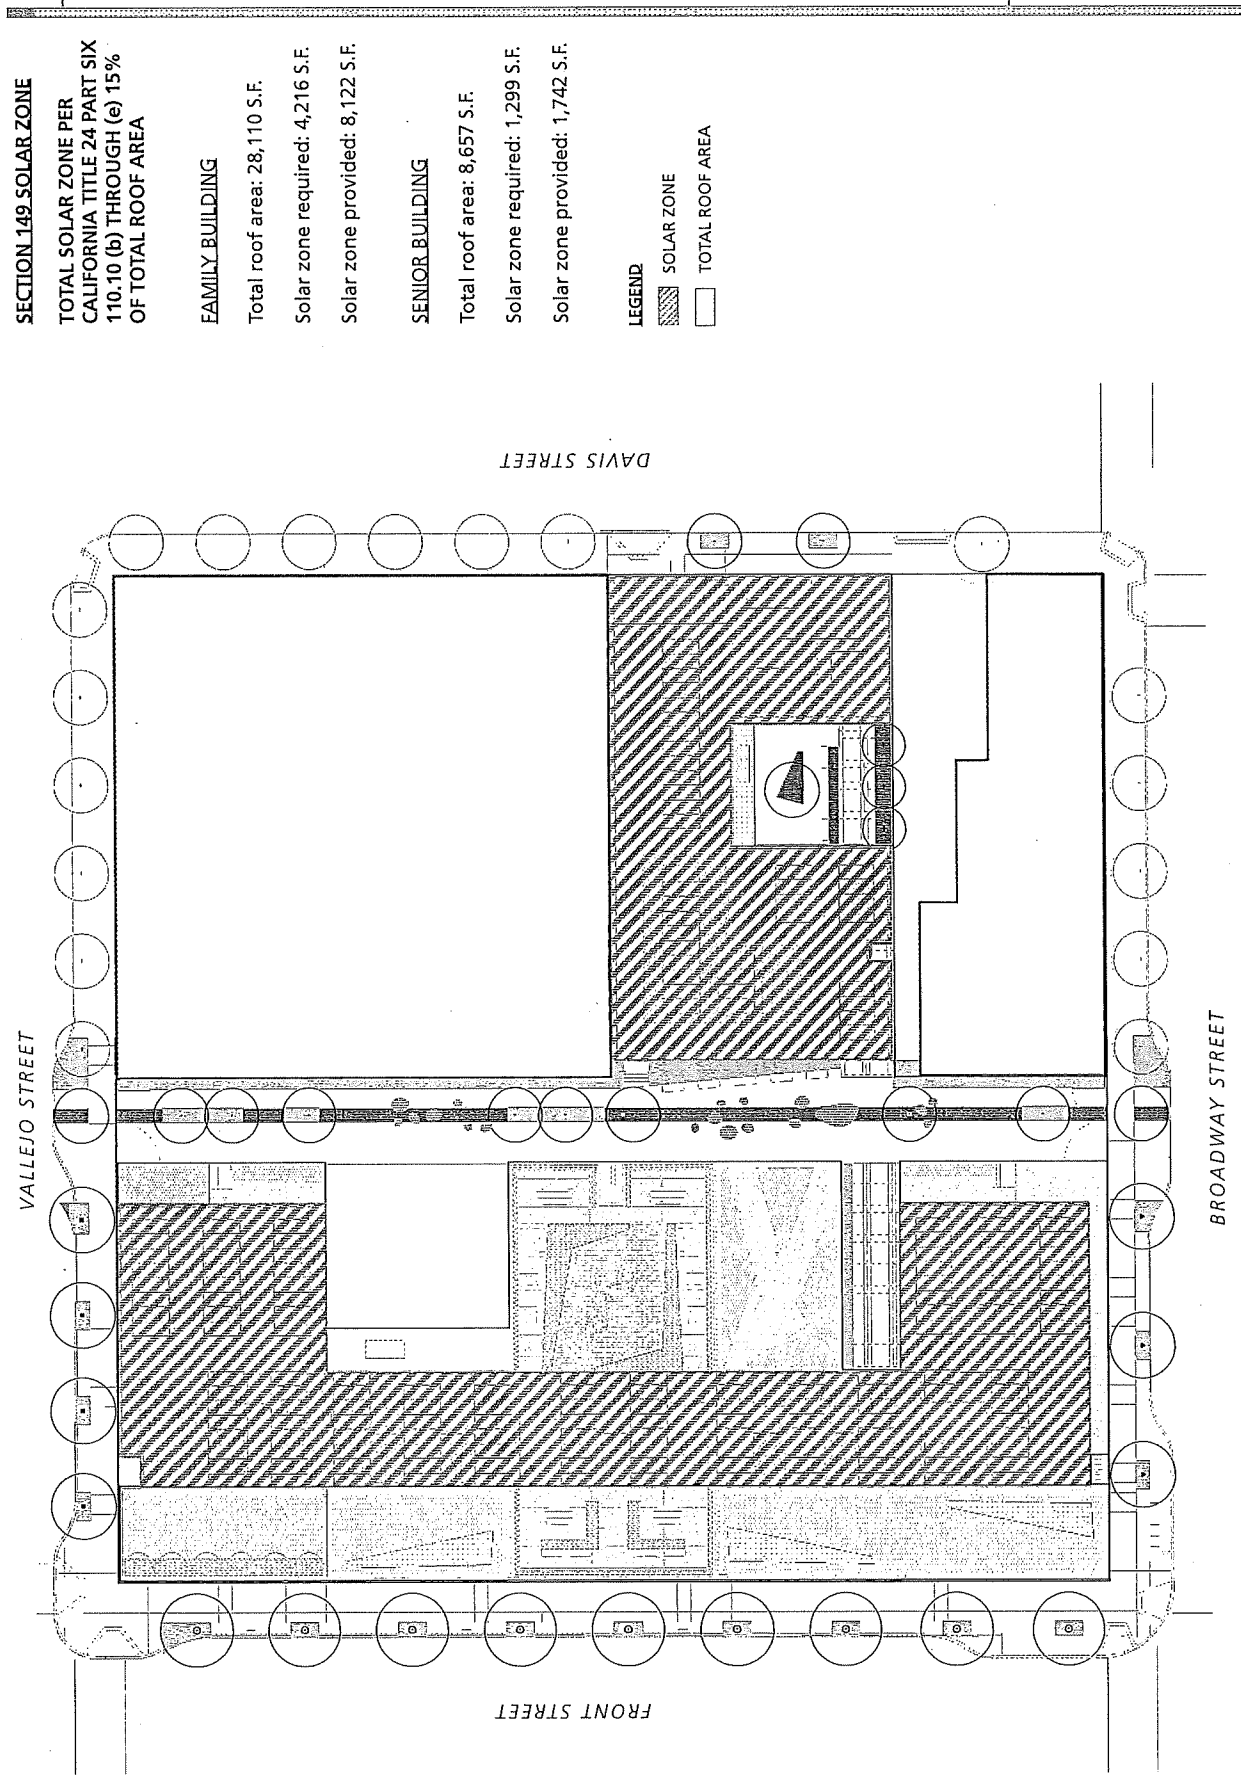 SECTION 149 SOLAR ZONE
TOTAL SOLAR ZONE PER
CALIFORNIA TITLE 24 PART SIX
110.10 (b) THROUGH (e) 15%
OF TOTAL ROOF AREA
FAMILY BUILDING
Total roof area: 28,110 S.F.
Solar zone required: 4,216 S.F.
Solar zone provided: 8,122 S.F.
SENIOR BUILDING
Total roof area: 8,657 S.F.
Solar zone required: 1,299 S.F.
Solar zone provided: 1,742 S.F.
LEGEND
SOLAR ZONE
TOTAL ROOF AREA
DAVIS STREET
VALLEJO STREET
BROADWAY STREET
FRONT STREET